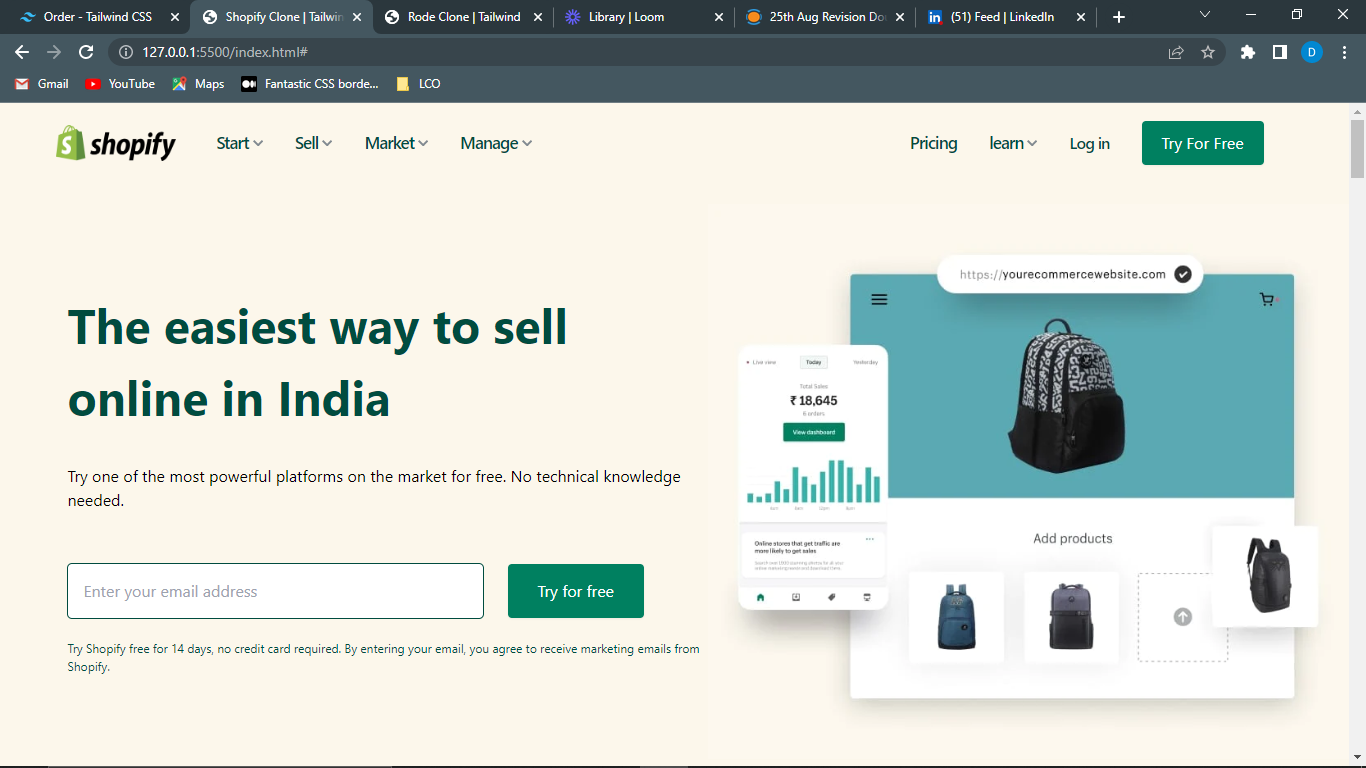 Order - Tailwind CSS
Shopify Clone | Tailwin
Rode Clone | Tailwind
Library | Loom
25th Aug Revision Do
(51) Feed | LinkedIn
127.0.0.1:5500/index.html#
D
Gmail
YouTube
Maps
Fantastic CSS borde...
LCO
shopify
Start
Sell
Market
Manage
Pricing
learn
Log in
Try For Free
https://yourecommercewebsite.com
The easiest way to sell
online in India
Try one of the most powerful platforms on the market for free. No technical knowledge
needed.
Enter your email address
Try for free
Try Shopify free for 14 days, no credit card required. By entering your email, you agree to receive marketing emails from
Shopify.
Live view
Today
Yesterday
Total Sales
₹ 18,645
6 orders
View dashboard
Online stores that get traffic are
more likely to get sales
Add products